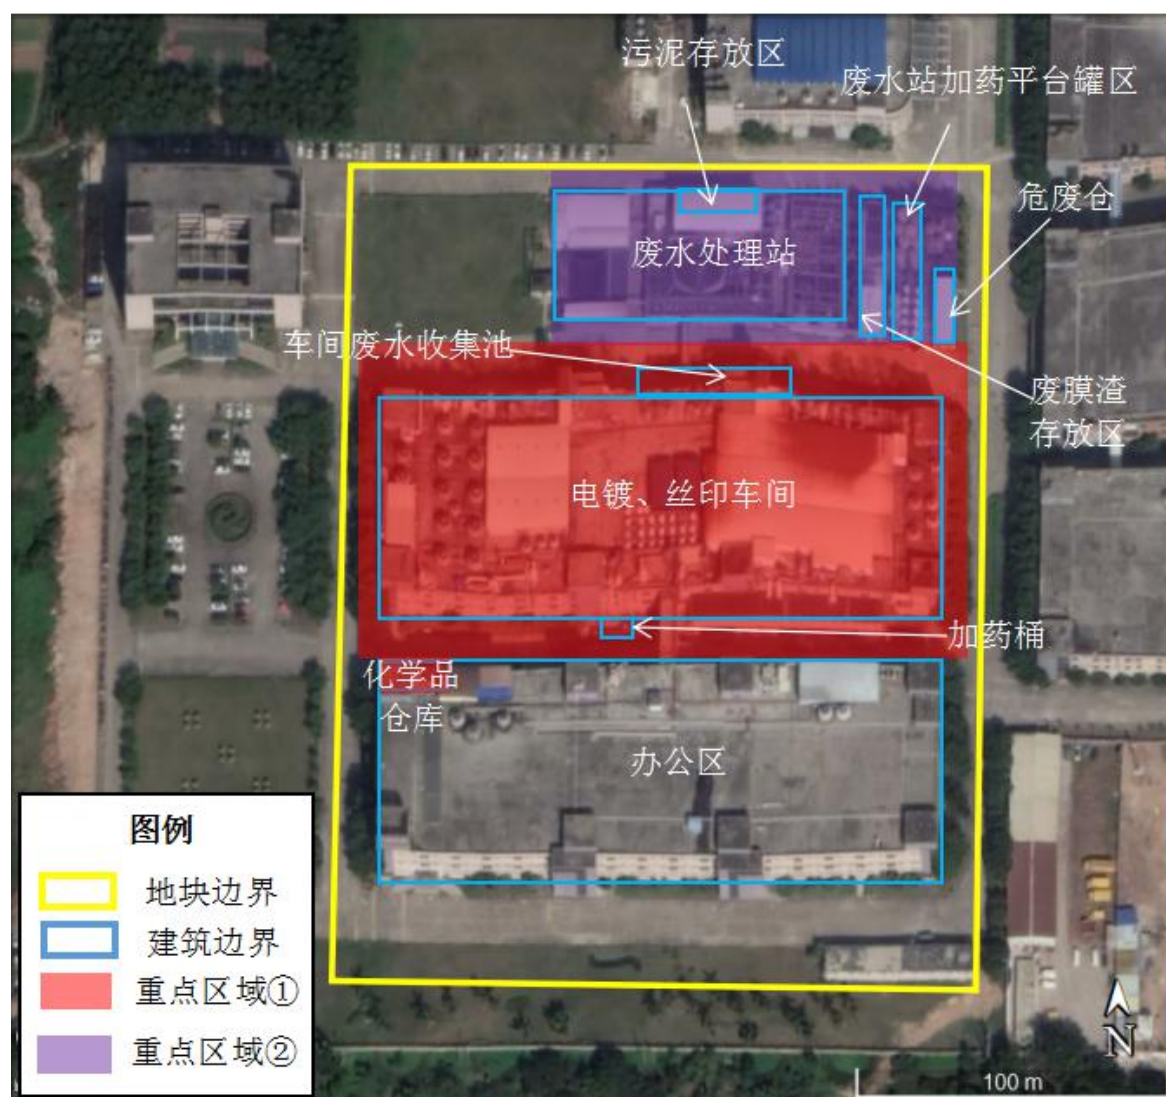 污泥存放区
废水站加药平台罐区
危废仓
废水处理站
车间废水收集池
废膜渣
存放区
电镀、丝印车间
加药桶
化学品
仓库
办公区
图例
地块边界
建筑边界
重点区域①
重点区域②
N
100 m